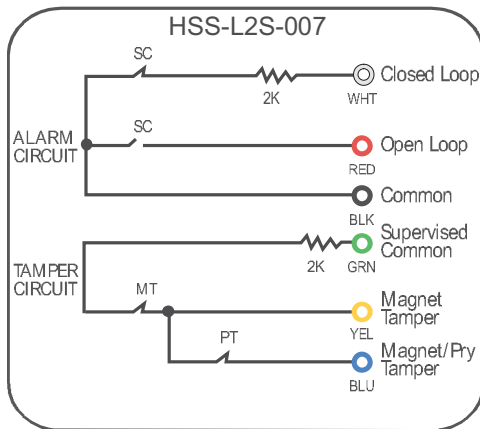 HSS-L2S-007
SC
2K
Closed Loop
WHT
ALARM
CIRCUIT
SC
Open Loop
RED
Common
BLK
Supervised
Common
2K
GRN
TAMPER
CIRCUIT
MT
Magnet
Tamper
YEL
PT
Magnet/Pry
Tamper
BLU